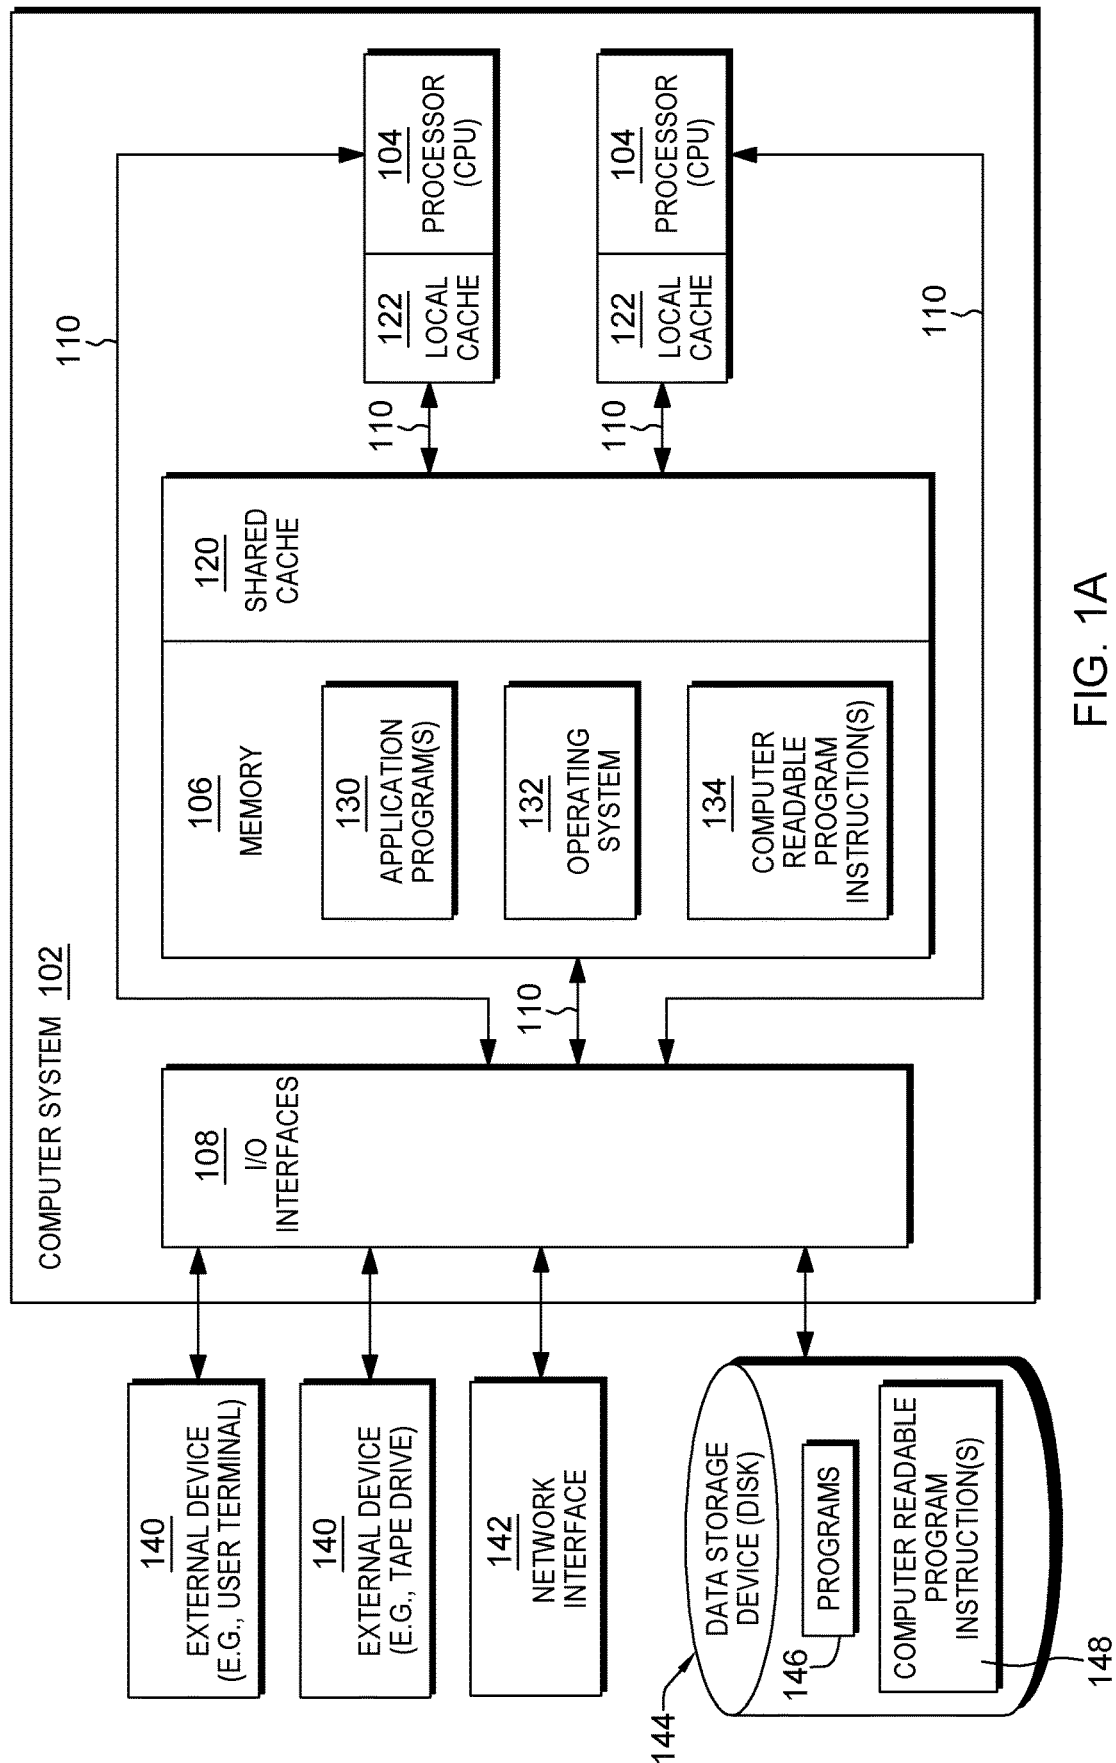 COMPUTER SYSTEM 102
110
104
PROCESSOR
(CPU)
122
LOCAL
CACHE
104
PROCESSOR
(CPU)
122
LOCAL
CACHE
110
110
110
120
SHARED
CACHE
106
MEMORY
130
APPLICATION
PROGRAM(S)
132
OPERATING
SYSTEM
134
COMPUTER
READABLE
PROGRAM
INSTRUCTION(S)
110
108
I/O
INTERFACES
140
EXTERNAL DEVICE
(E.G., USER TERMINAL)
140
EXTERNAL DEVICE
(E.G., TAPE DRIVE)
142
NETWORK
INTERFACE
144
DATA STORAGE
DEVICE (DISK)
146
PROGRAMS
COMPUTER READABLE
PROGRAM
INSTRUCTION(S)
148
FIG. 1A